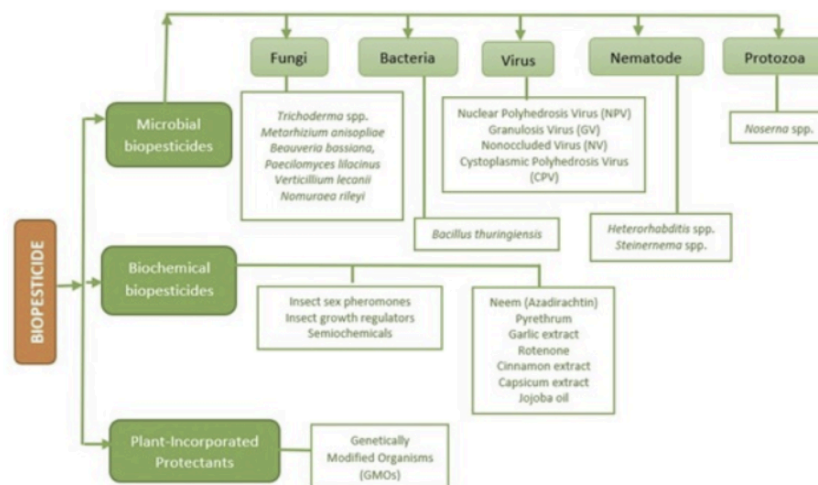 Fungi
Bacteria
Virus
Nematode
Protozoa
Microbial
biopesticides
Trichoderma spp.
Metarhizium anisopliae
Beauveria bassiana,
Paecilomyces lilacinus
Verticillium lecanii
Nomuraea rileyi
Nuclear Polyhedrosis Virus (NPV)
Granulosis Virus (GV)
Nonoccluded Virus (NV)
Cystoplasmic Polyhedrosis Virus
(CPV)
Noserna spp.
Bacillus thuringiensis
Heterorhabditis spp.
Steinernema spp.
BIOPESTICIDE
Biochemical
biopesticides
Insect sex pheromones
Insect growth regulators
Semiochemicals
Neem (Azadirachtin)
Pyrethrum
Garlic extract
Rotenone
Cinnamon extract
Capsicum extract
Jojoba oil
Plant-Incorporated
Protectants
Genetically
Modified Organisms
(GMOs)